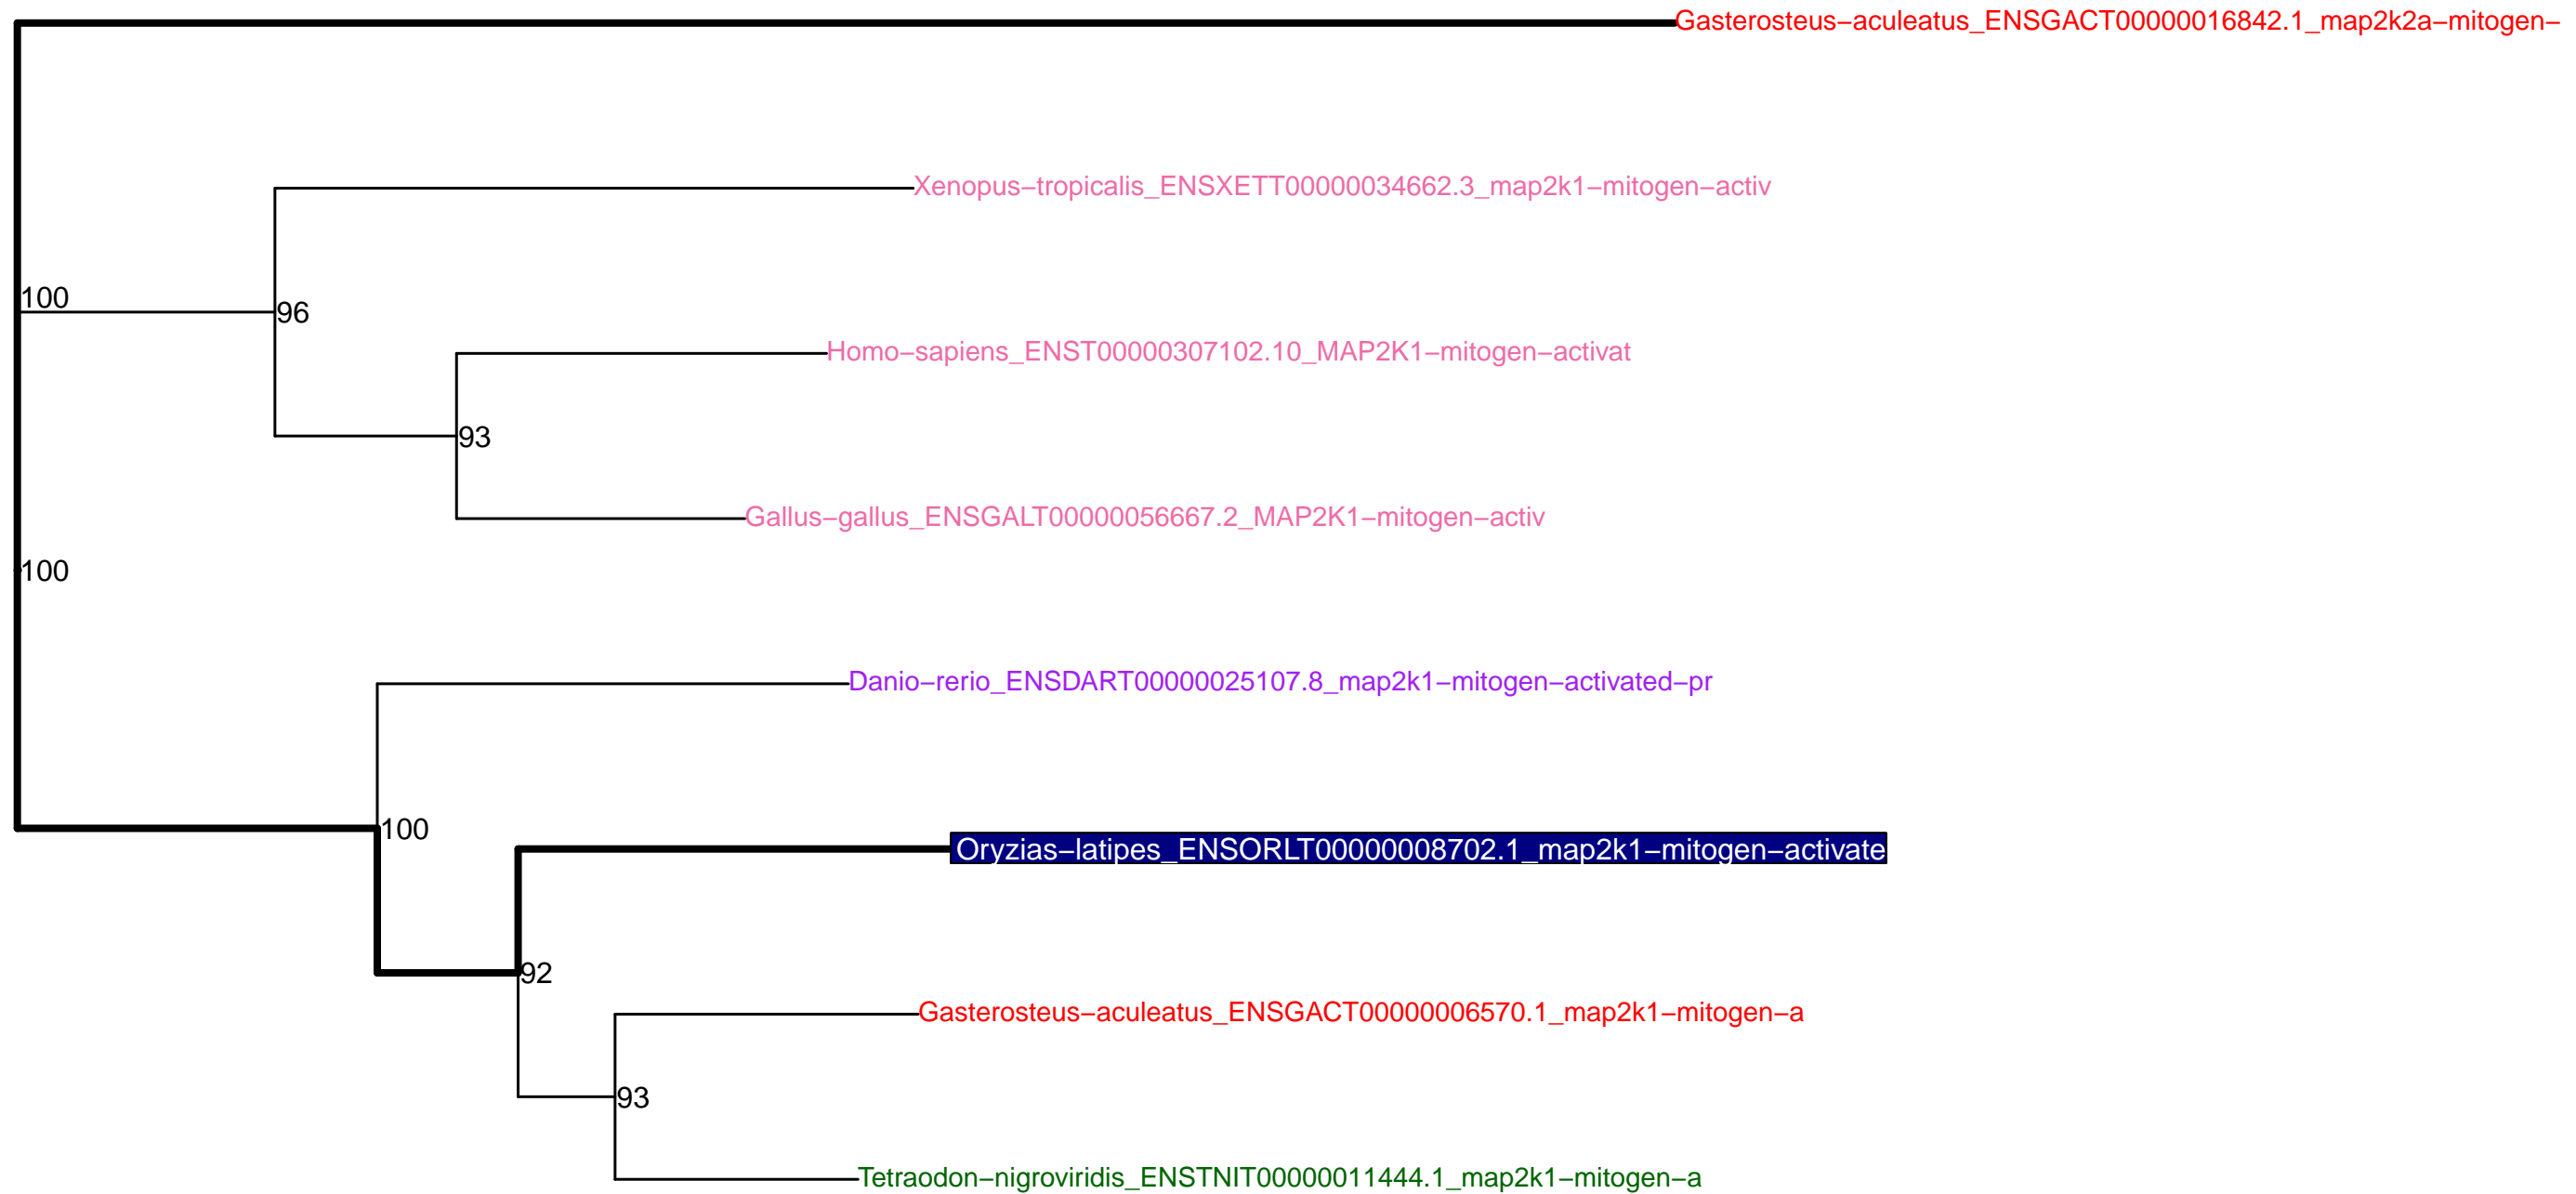 Gasterosteus−aculeatus_ENSGACT00000016842.1_map2k2a−mitogen−
Xenopus−tropicalis_ENSXETT00000034662.3_map2k1−mitogen−activ
100
96
Homo−sapiens_ENST00000307102.10_MAP2K1−mitogen−activat
93
Gallus−gallus_ENSGALT00000056667.2_MAP2K1−mitogen−activ
100
Danio−rerio_ENSDART00000025107.8_map2k1−mitogen−activated−pr
100
Oryzias−latipes_ENSORLT00000008702.1_map2k1−mitogen−activate
92
Gasterosteus−aculeatus_ENSGACT00000006570.1_map2k1−mitogen−a
93
Tetraodon−nigroviridis_ENSTNIT00000011444.1_map2k1−mitogen−a